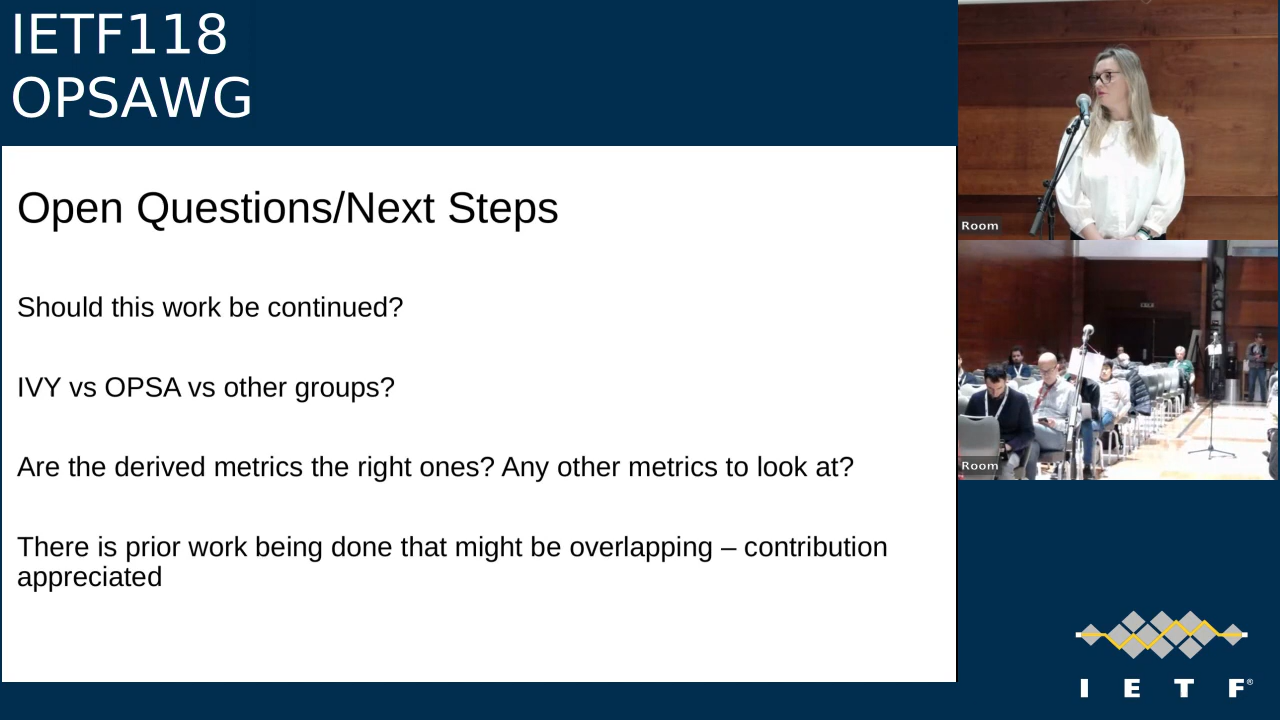 IETF118
OPSAWG
Open Questions/Next Steps
Should this work be continued?
IVY vs OPSA vs other groups?
Are the derived metrics the right ones? Any other metrics to look at?
There is prior work being done that might be overlapping – contribution
appreciated
Room
Room
I E T F®